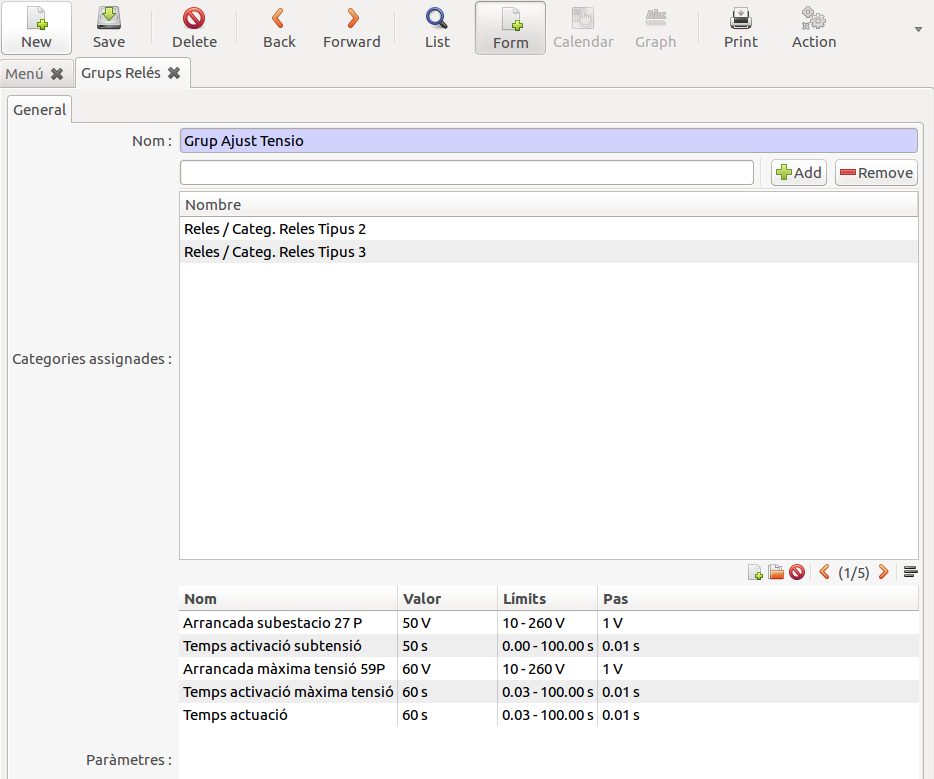 New Save Delete Back Forward List Form Calendar Abc Graph Print Action
Menú Grups Relés
General
Nom : Grup Ajust Tensio
Add Remove
Nombre
Reles / Categ. Reles Tipus 2
Reles / Categ. Reles Tipus 3
Categories assignades :
(1/5)
Nom Valor Límits Pas
Arrancada subestacio 27 P 50 V 10 - 260 V 1 V
Temps activació subtensió 50 s 0.00 - 100.00 s 0.01 s
Arrancada màxima tensió 59P 60 V 10 - 260 V 1 V
Temps activació màxima tensió 60 s 0.03 - 100.00 s 0.01 s
Temps actuació 60 s 0.03 - 100.00 s 0.01 s
Paràmetres :